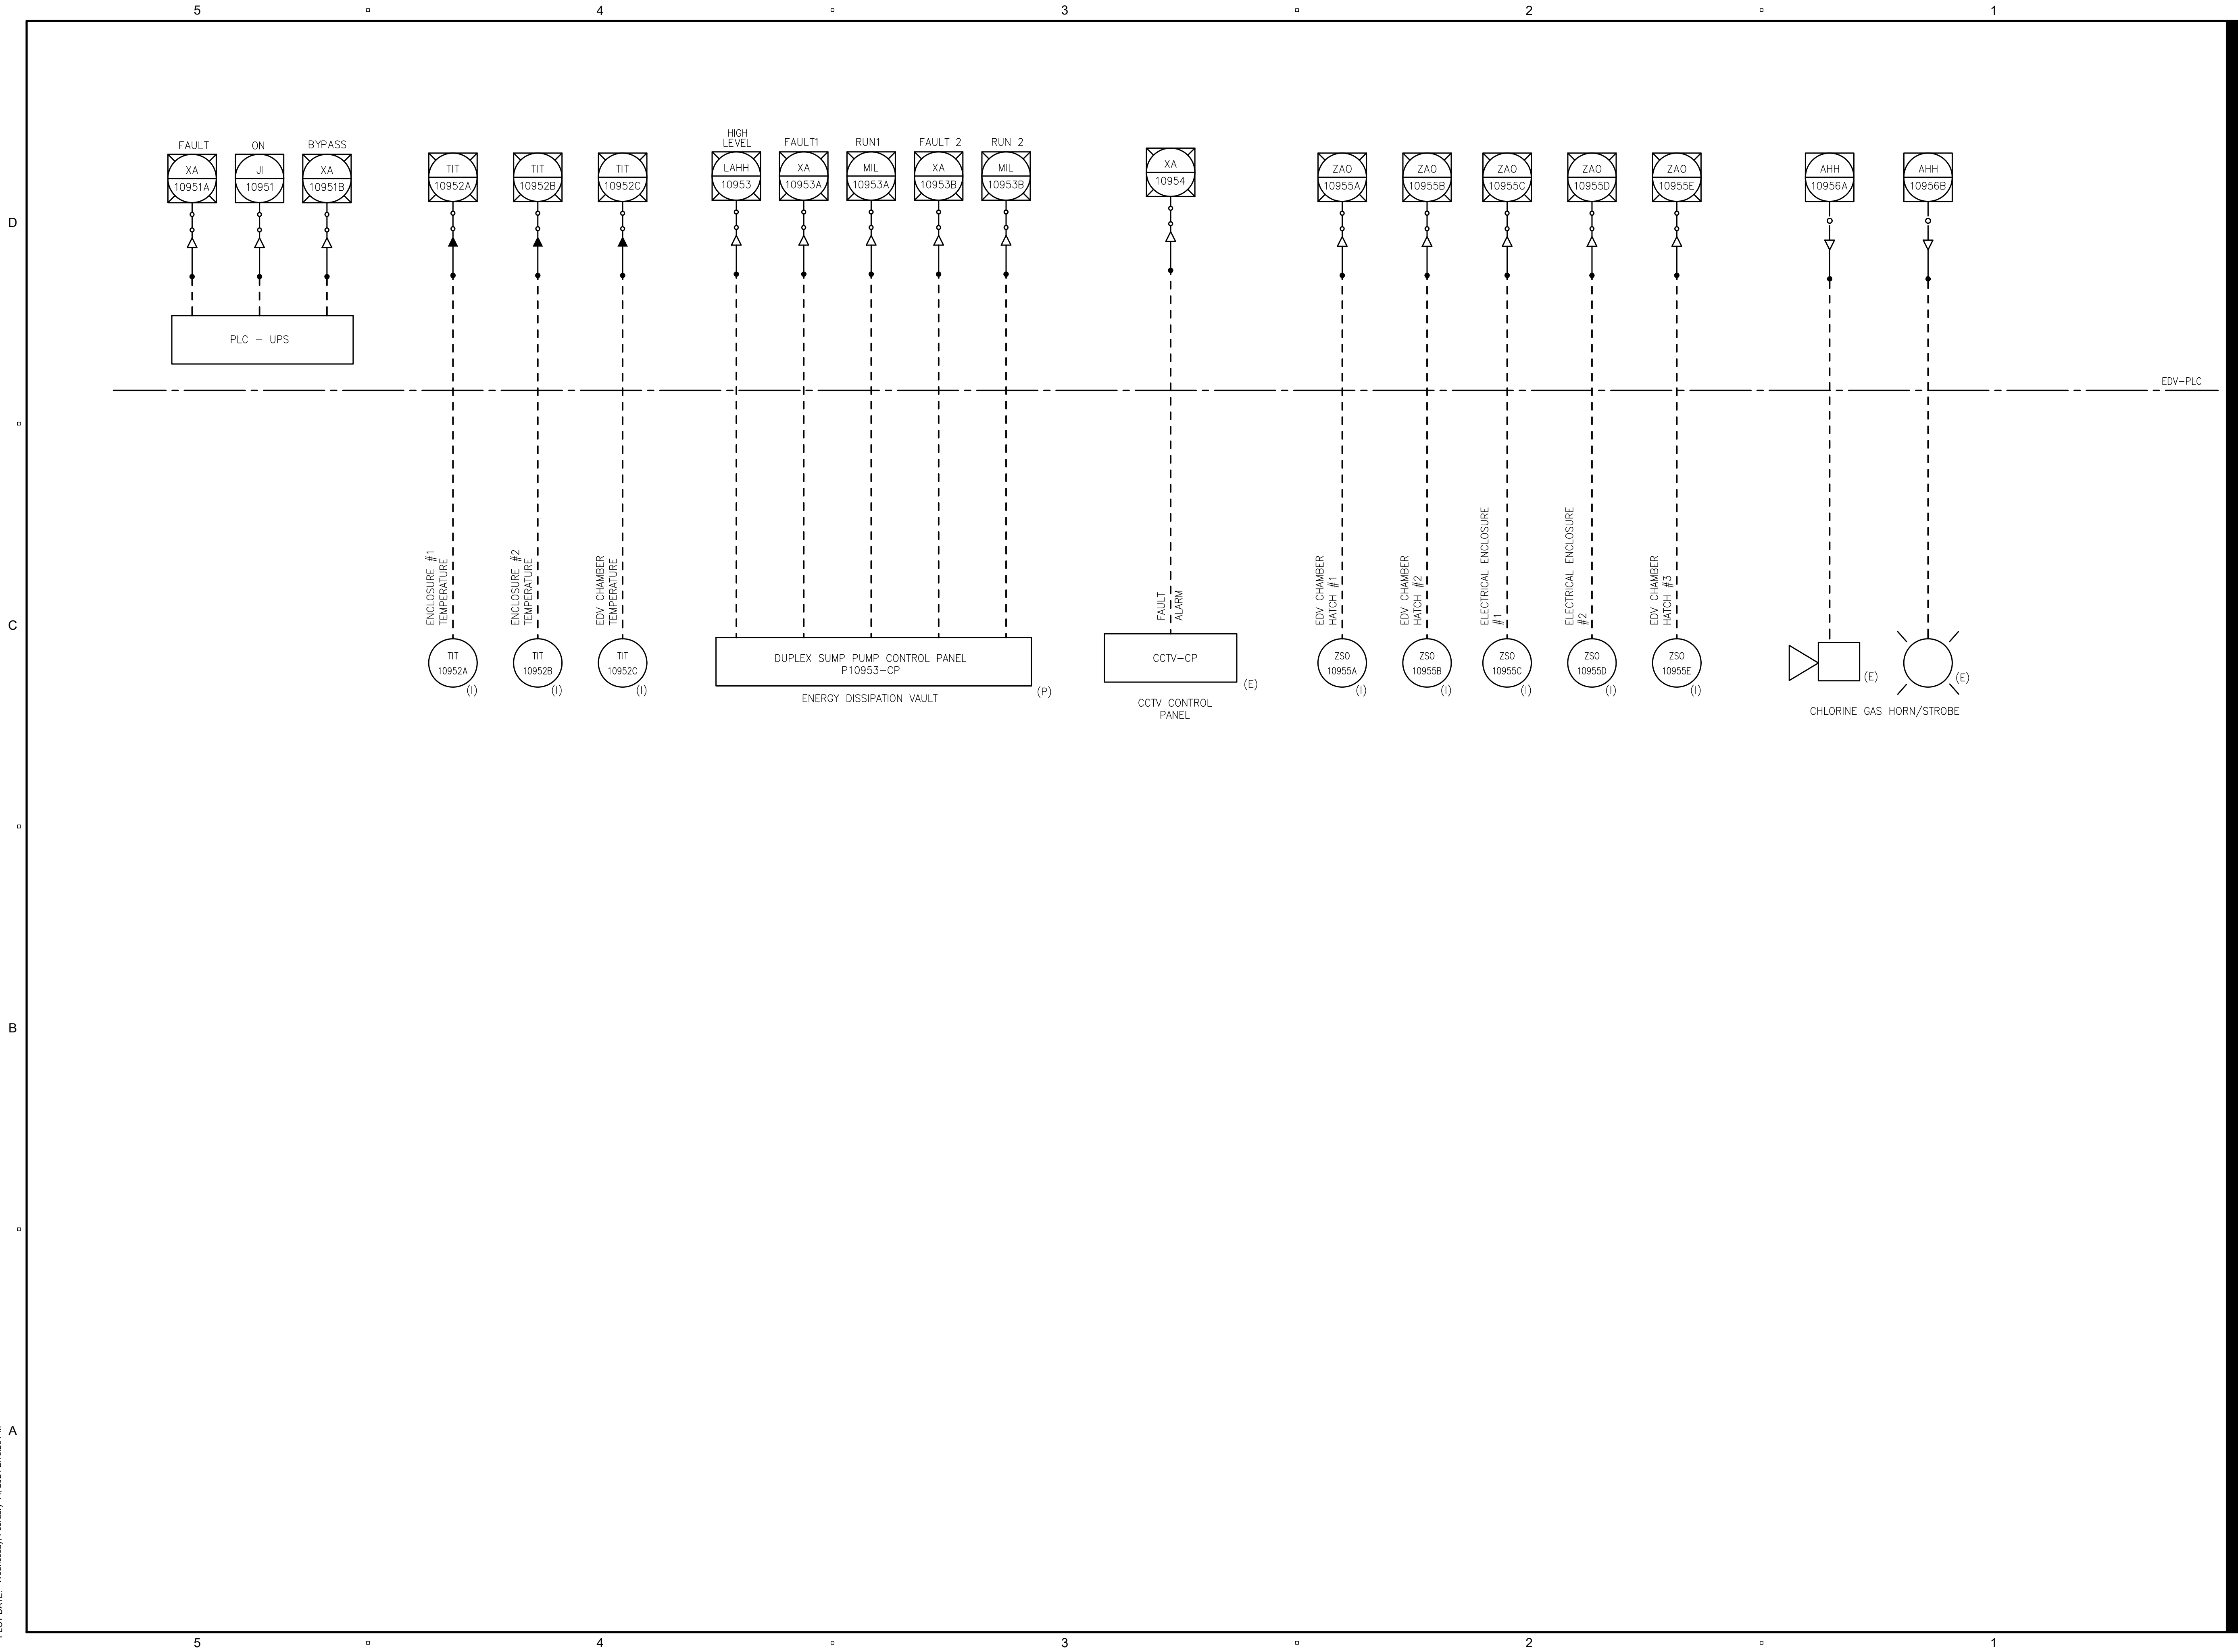 5 4 3 2 1
FAULT
XA
10951A
ON
JI
10951
BYPASS
XA
10951B
TIT
10952A
TIT
10952B
TIT
10952C
HIGH
LEVEL
LAHH
10953
FAULT1
XA
10953A
RUN1
MIL
10953A
FAULT 2
XA
10953B
RUN 2
MIL
10953B
XA
10954
ZAO
10955A
ZAO
10955B
ZAO
10955C
ZAO
10955D
ZAO
10955E
AHH
10956A
AHH
10956B
D
PLC - UPS
EDV-PLC
ENCLOSURE #1
TEMPERATURE
ENCLOSURE #2
TEMPERATURE
EDV CHAMBER
TEMPERATURE
FAULT
ALARM
EDV CHAMBER
HATCH #1
EDV CHAMBER
HATCH #2
ELECTRICAL ENCLOSURE
#1
ELECTRICAL ENCLOSURE
#2
EDV CHAMBER
HATCH #3
C
TIT
10952A
(I)
TIT
10952B
(I)
TIT
10952C
(I)
DUPLEX SUMP PUMP CONTROL PANEL
P10953-CP
(P)
ENERGY DISSIPATION VAULT
CCTV-CP
(E)
CCTV CONTROL
PANEL
ZSO
10955A
(I)
ZSO
10955B
(I)
ZSO
10955C
(I)
ZSO
10955D
(I)
ZSO
10955E
(I)
(E)
(E)
CHLORINE GAS HORN/STROBE
B
A
5 4 3 2 1